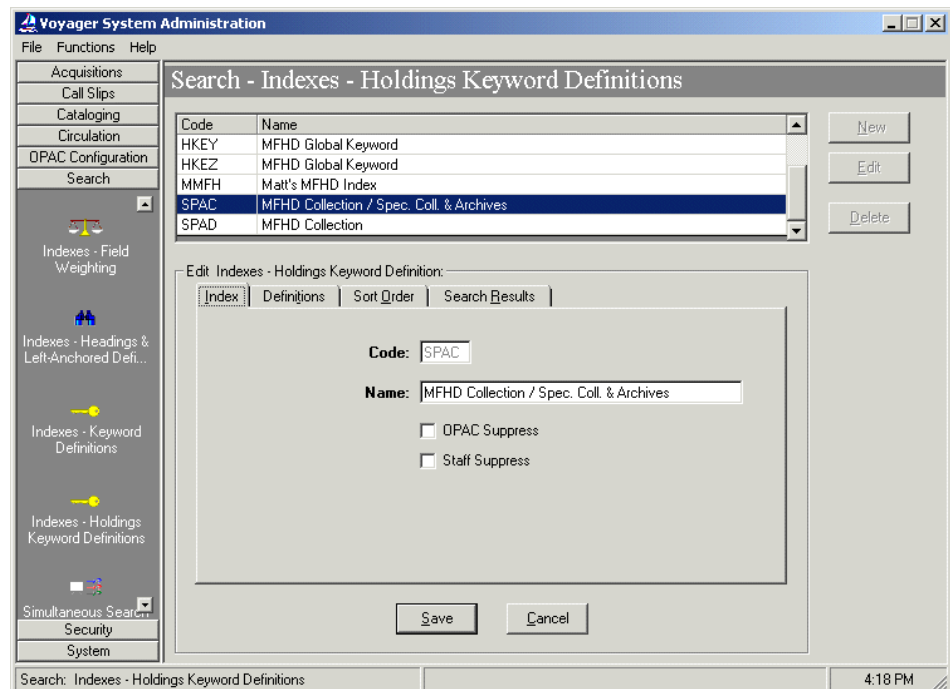 Voyager System Administration
File Functions Help
Acquisitions
Call Slips
Cataloging
Circulation
OPAC Configuration
Search
Indexes - Field
Weighting
Indexes - Headings &
Left-Anchored Defi...
Indexes - Keyword
Definitions
Indexes - Holdings
Keyword Definitions
Simultaneous Search
Security
System
Search - Indexes - Holdings Keyword Definitions
Code Name
HKEY MFHD Global Keyword
HKEZ MFHD Global Keyword
MMFH Matt's MFHD Index
SPAC MFHD Collection / Spec. Coll. & Archives
SPAD MFHD Collection
New
Edit
Delete
Edit Indexes - Holdings Keyword Definition:
Index Definitions Sort Order Search Results
Code: SPAC
Name: MFHD Collection / Spec. Coll. & Archives
OPAC Suppress
Staff Suppress
Save Cancel
Search: Indexes - Holdings Keyword Definitions 4:18 PM